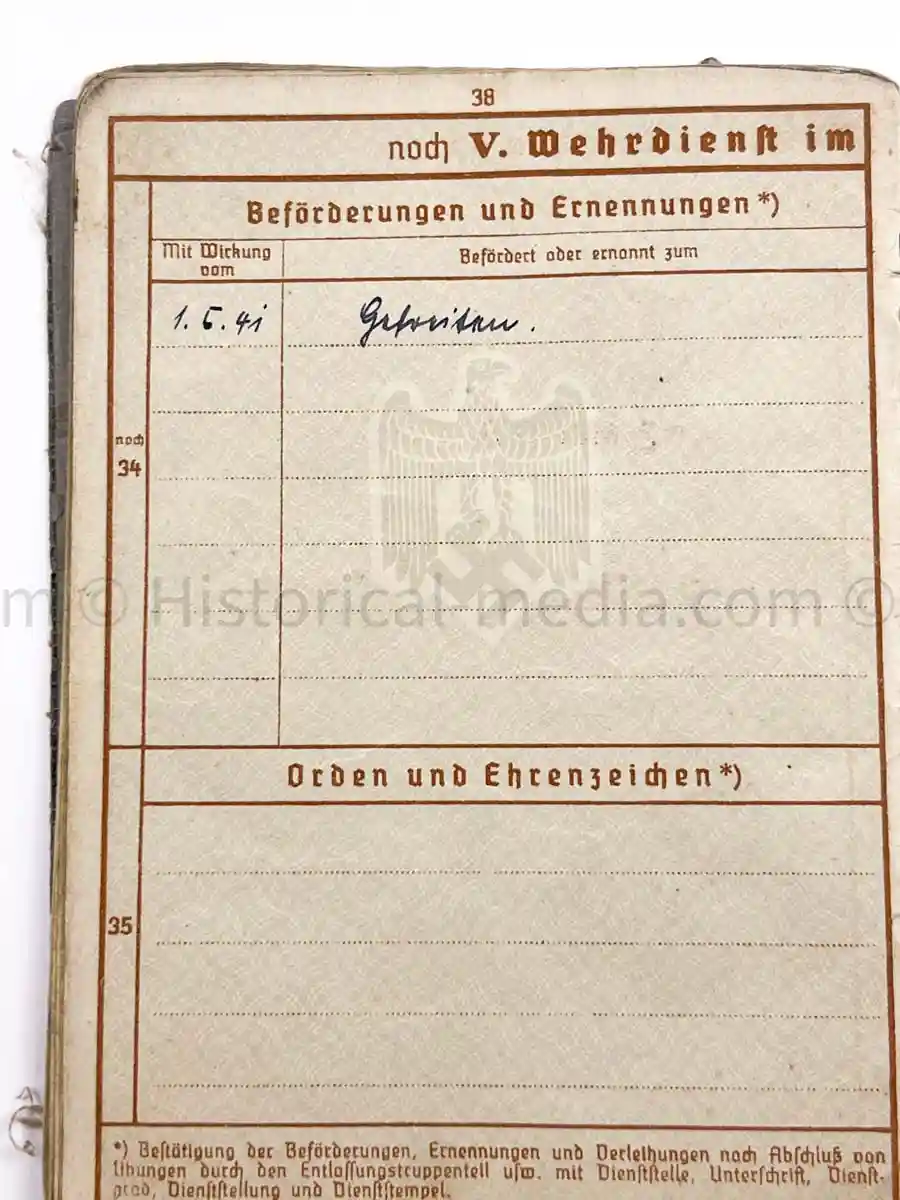 38
noch V. Wehrdienst im
Beförderungen und Ernennungen *)
Mit Wirkung vom
Befördert oder ernannt zum
1. 5. 41
Gefreiten.
noch
34
m © Historical-media.com ©
Orden und Ehrenzeichen *)
35
*) Bestätigung der Beförderungen, Ernennungen und Verleihungen nach Abschluß von
Übungen durch den Entlassungstruppenteil usw. mit Dienststelle, Unterschrift, Dienst-
grad, Dienststellung und Dienststempel.